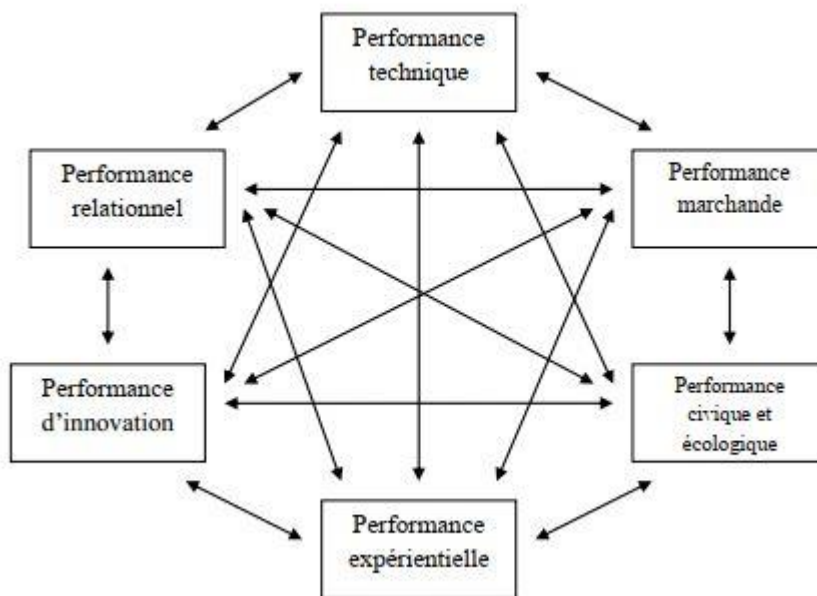 Performance
technique
Performance
relationnel
Performance
marchande
Performance
d’innovation
Performance
civique et
écologique
Performance
expérientielle